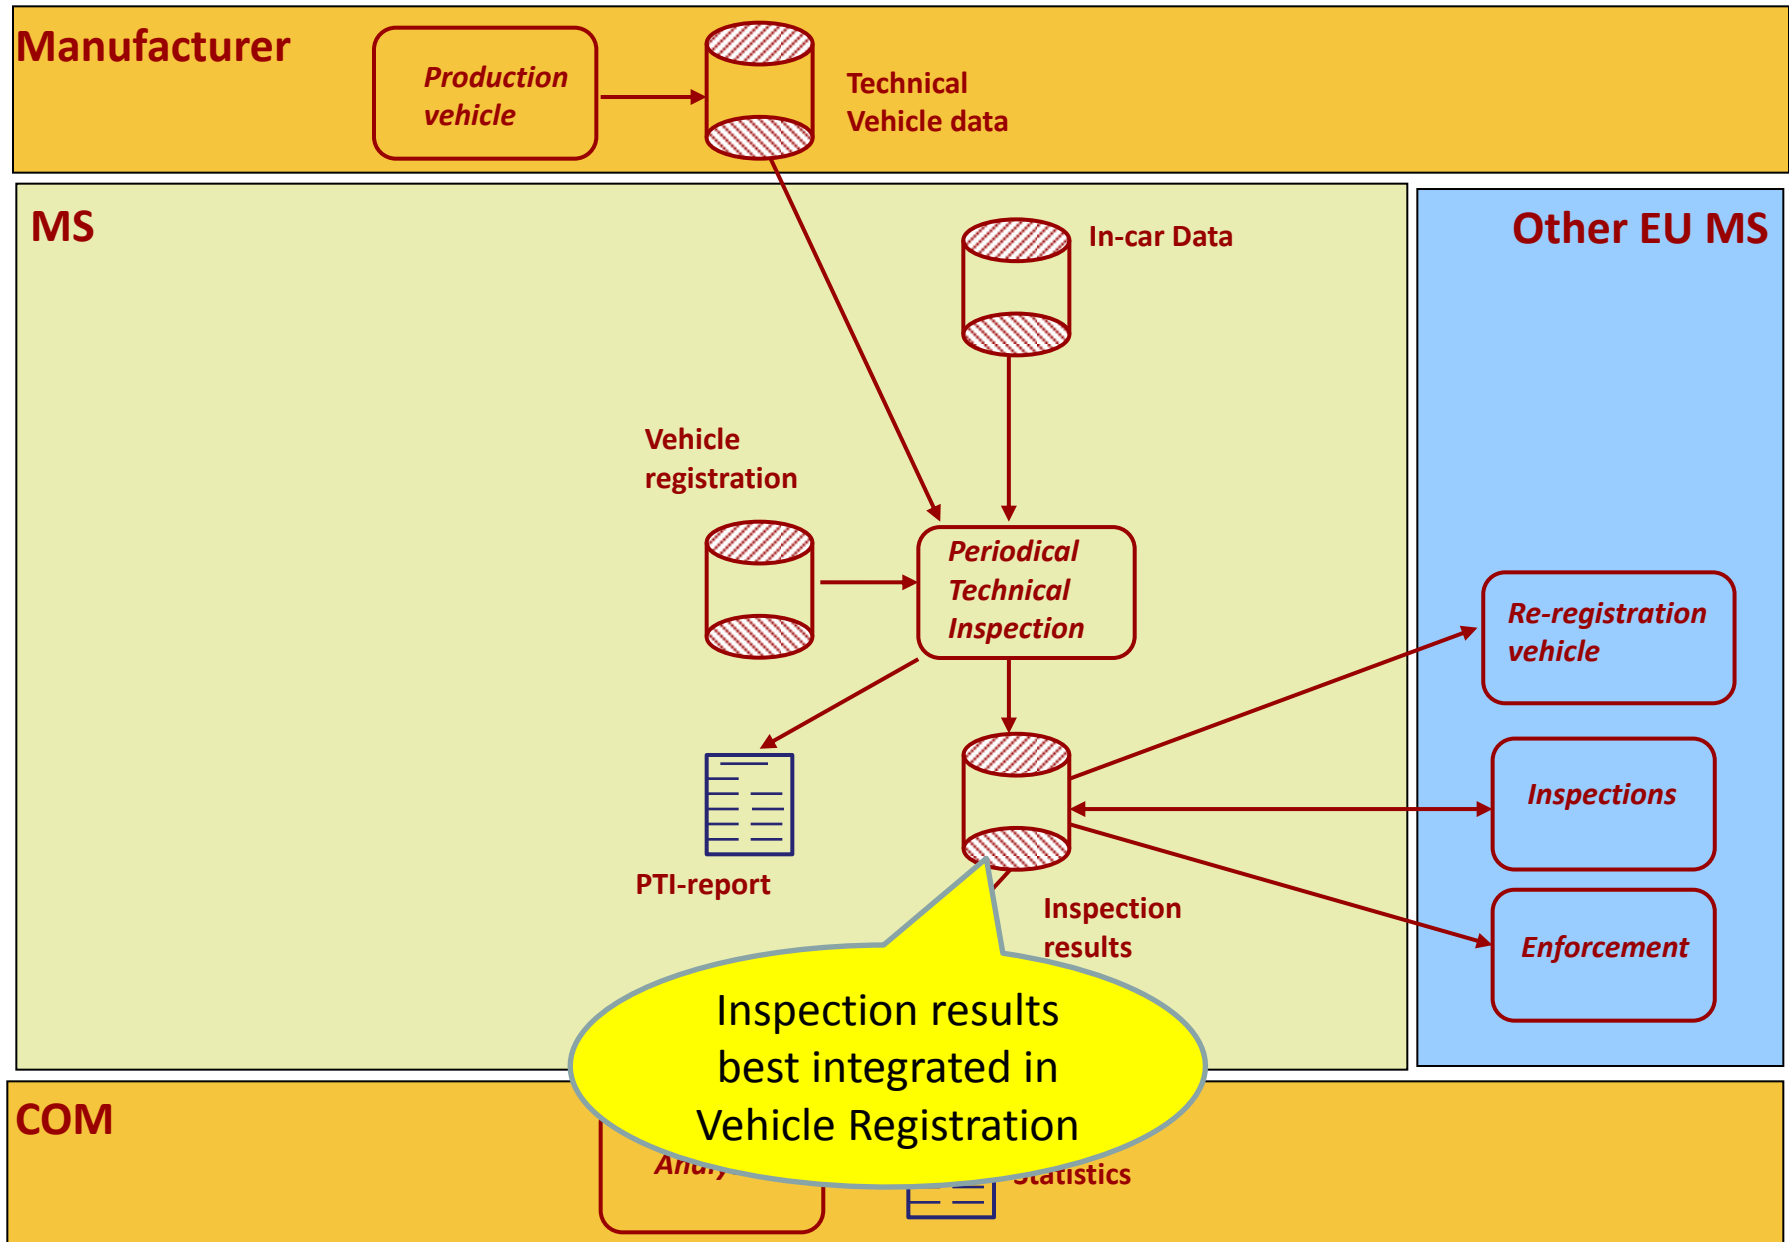 Manufacturer
Production
vehicle
Technical
Vehicle data
MS
In-car Data
Other EU MS
Vehicle
registration
Periodical
Technical
Inspection
Re-registration
vehicle
Inspections
PTI-report
Inspection
results
Enforcement
Inspection results
best integrated in
Vehicle Registration
COM
Statistics